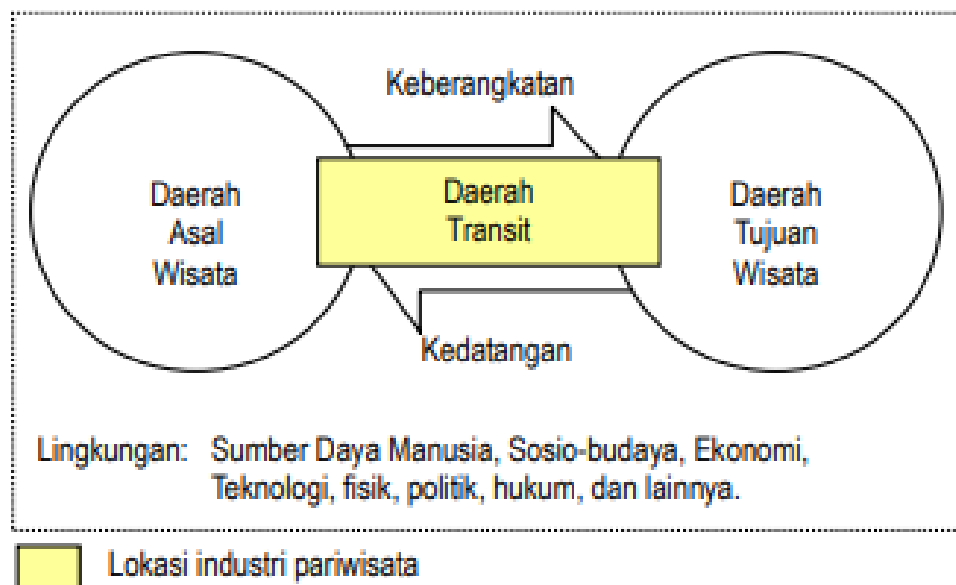 Keberangkatan
Daerah
Asal
Wisata
Daerah
Transit
Daerah
Tujuan
Wisata
Kedatangan
Lingkungan: Sumber Daya Manusia, Sosio-budaya, Ekonomi,
Teknologi, fisik, politik, hukum, dan lainnya.
Lokasi industri pariwisata